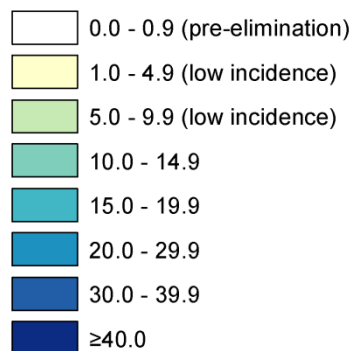 0.0 - 0.9 (pre-elimination)
1.0 - 4.9 (low incidence)
5.0 - 9.9 (low incidence)
10.0 - 14.9
15.0 - 19.9
20.0 - 29.9
30.0 - 39.9
≥40.0